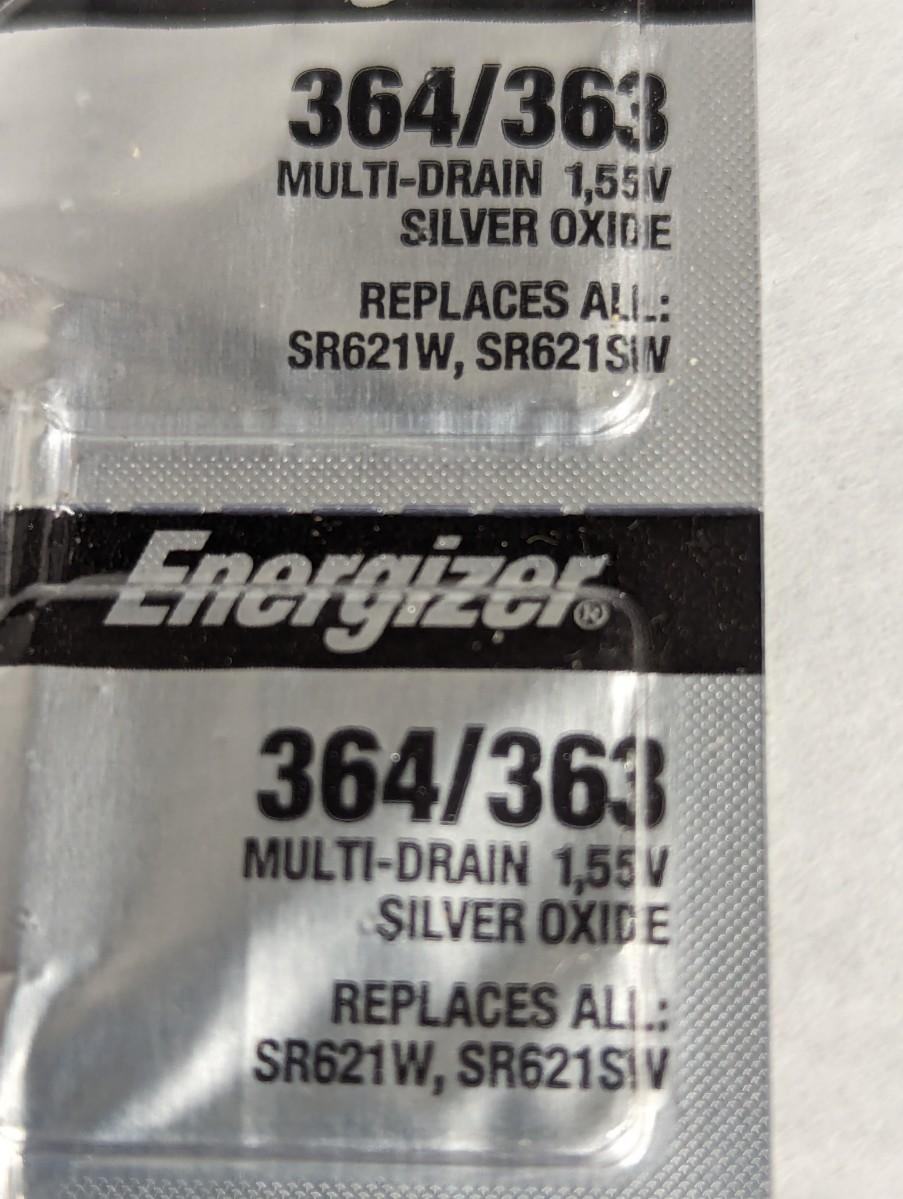 364/363
MULTI-DRAIN 1,55V
SILVER OXIDE
REPLACES ALL:
SR621W, SR621SW
Energizer®
364/363
MULTI-DRAIN 1,55V
SILVER OXIDE
REPLACES ALL:
SR621W, SR621SW